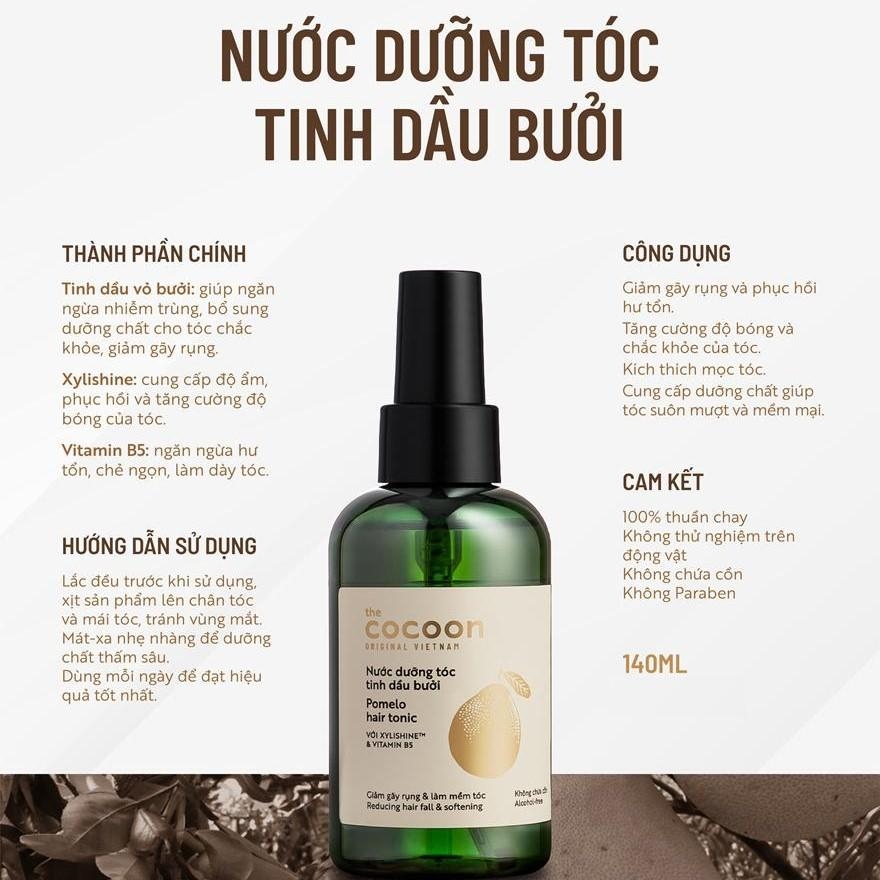 NƯỚC DƯỠNG TÓC
TINH DẦU BƯỞI
THÀNH PHẦN CHÍNH
Tinh dầu vỏ bưởi: giúp ngăn
ngừa nhiễm trùng, bổ sung
dưỡng chất cho tóc chắc
khỏe, giảm gãy rụng.
Xylishine: cung cấp độ ẩm,
phục hồi và tăng cường độ
bóng của tóc.
Vitamin B5: ngăn ngừa hư
tổn, chẻ ngọn, làm dày tóc.
HƯỚNG DẪN SỬ DỤNG
Lắc đều trước khi sử dụng,
xịt sản phẩm lên chân tóc
và mái tóc, tránh vùng mắt.
Mát-xa nhẹ nhàng để dưỡng
chất thấm sâu.
Dùng mỗi ngày để đạt hiệu
quả tốt nhất.
CÔNG DỤNG
Giảm gãy rụng và phục hồi
hư tổn.
Tăng cường độ bóng và
chắc khỏe của tóc.
Kích thích mọc tóc.
Cung cấp dưỡng chất giúp
tóc suôn mượt và mềm mại.
CAM KẾT
100% thuần chay
Không thử nghiệm trên
động vật
Không chứa cồn
Không Paraben
140ML
the
cocoon
ORIGINAL VIETNAM
Nước dưỡng tóc
tinh dầu bưởi
Pomelo
hair tonic
VỚI XYLISHINE™
& VITAMIN B5
Giảm gãy rụng & làm mềm tóc
Reducing hair fall & softening
Không chứa cồn
Alcohol-free